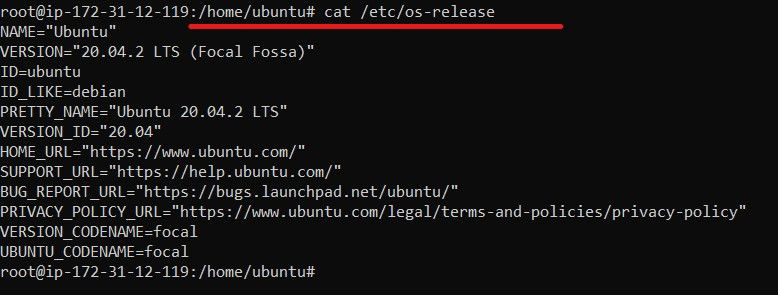 root@ip-172-31-12-119:/home/ubuntu# cat /etc/os-release
NAME="Ubuntu"
VERSION="20.04.2 LTS (Focal Fossa)"
ID=ubuntu
ID_LIKE=debian
PRETTY_NAME="Ubuntu 20.04.2 LTS"
VERSION_ID="20.04"
HOME_URL="https://www.ubuntu.com/"
SUPPORT_URL="https://help.ubuntu.com/"
BUG_REPORT_URL="https://bugs.launchpad.net/ubuntu/"
PRIVACY_POLICY_URL="https://www.ubuntu.com/legal/terms-and-policies/privacy-policy"
VERSION_CODENAME=focal
UBUNTU_CODENAME=focal
root@ip-172-31-12-119:/home/ubuntu#